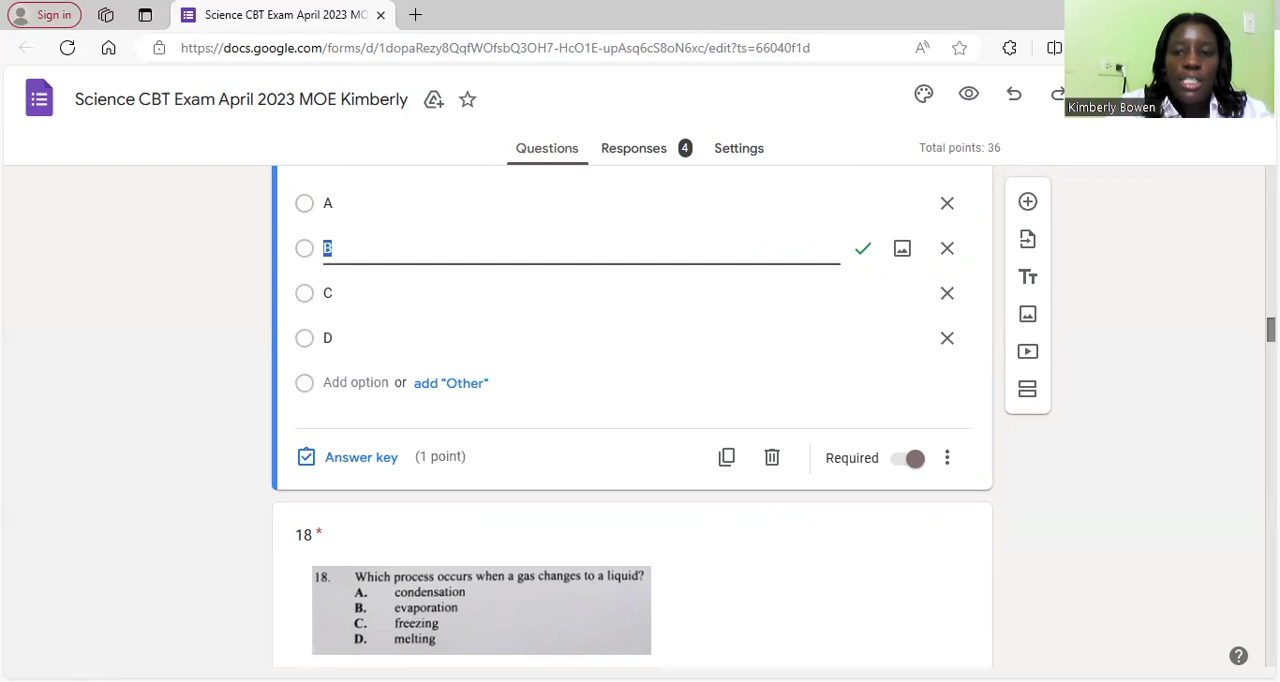 Sign in
Science CBT Exam April 2023 MC
https://docs.google.com/forms/d/1dopaRezy8QqfWOfsbQ3OH7-HcO1E-upAsq6cS8oN6xc/edit?ts=66040f1d
Kimberly Bowen
Science CBT Exam April 2023 MOE Kimberly
Questions
Responses 4
Settings
Total points: 36
A
B
C
D
Add option or add "Other"
Answer key (1 point)
Required
18 *
18. Which process occurs when a gas changes to a liquid?
A. condensation
B. evaporation
C. freezing
D. melting